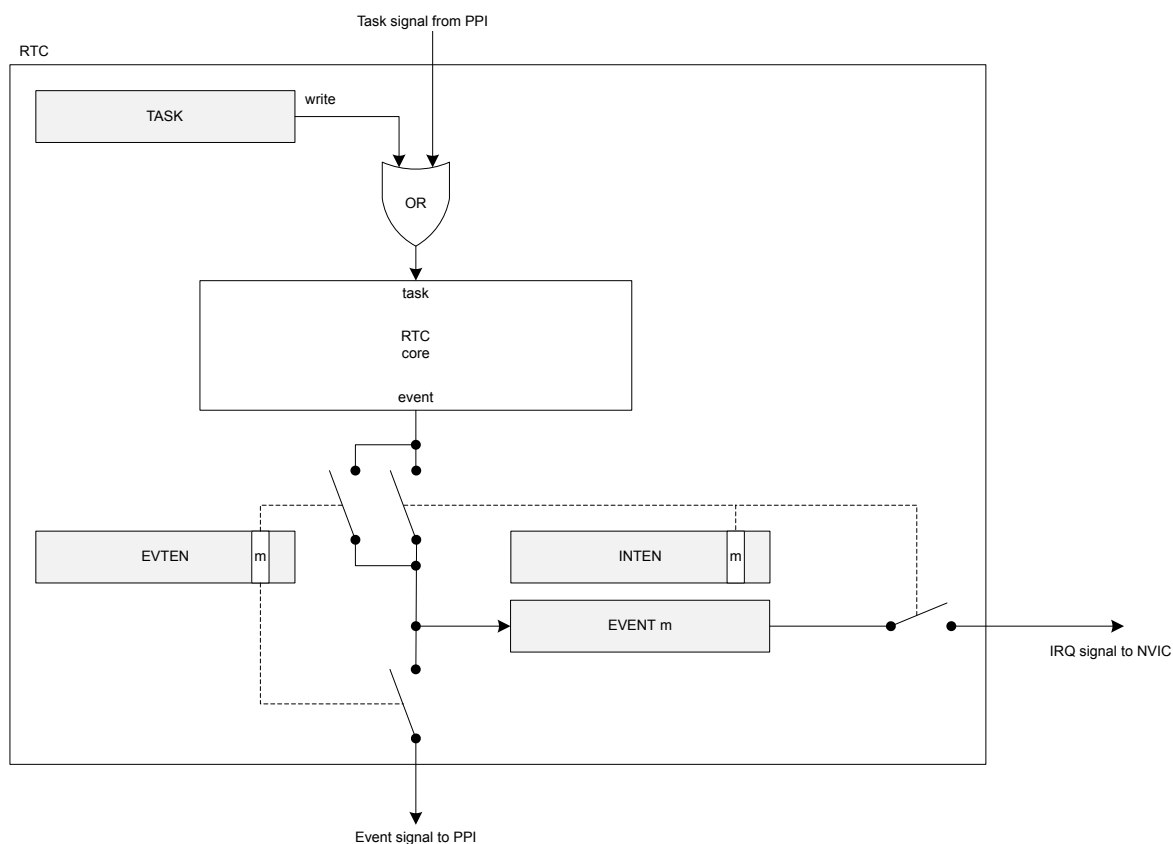 Task signal from PPI
RTC
write
TASK
OR
task
RTC
core
event
EVTEN
m
INTEN
m
EVENT m
IRQ signal to NVIC
Event signal to PPI